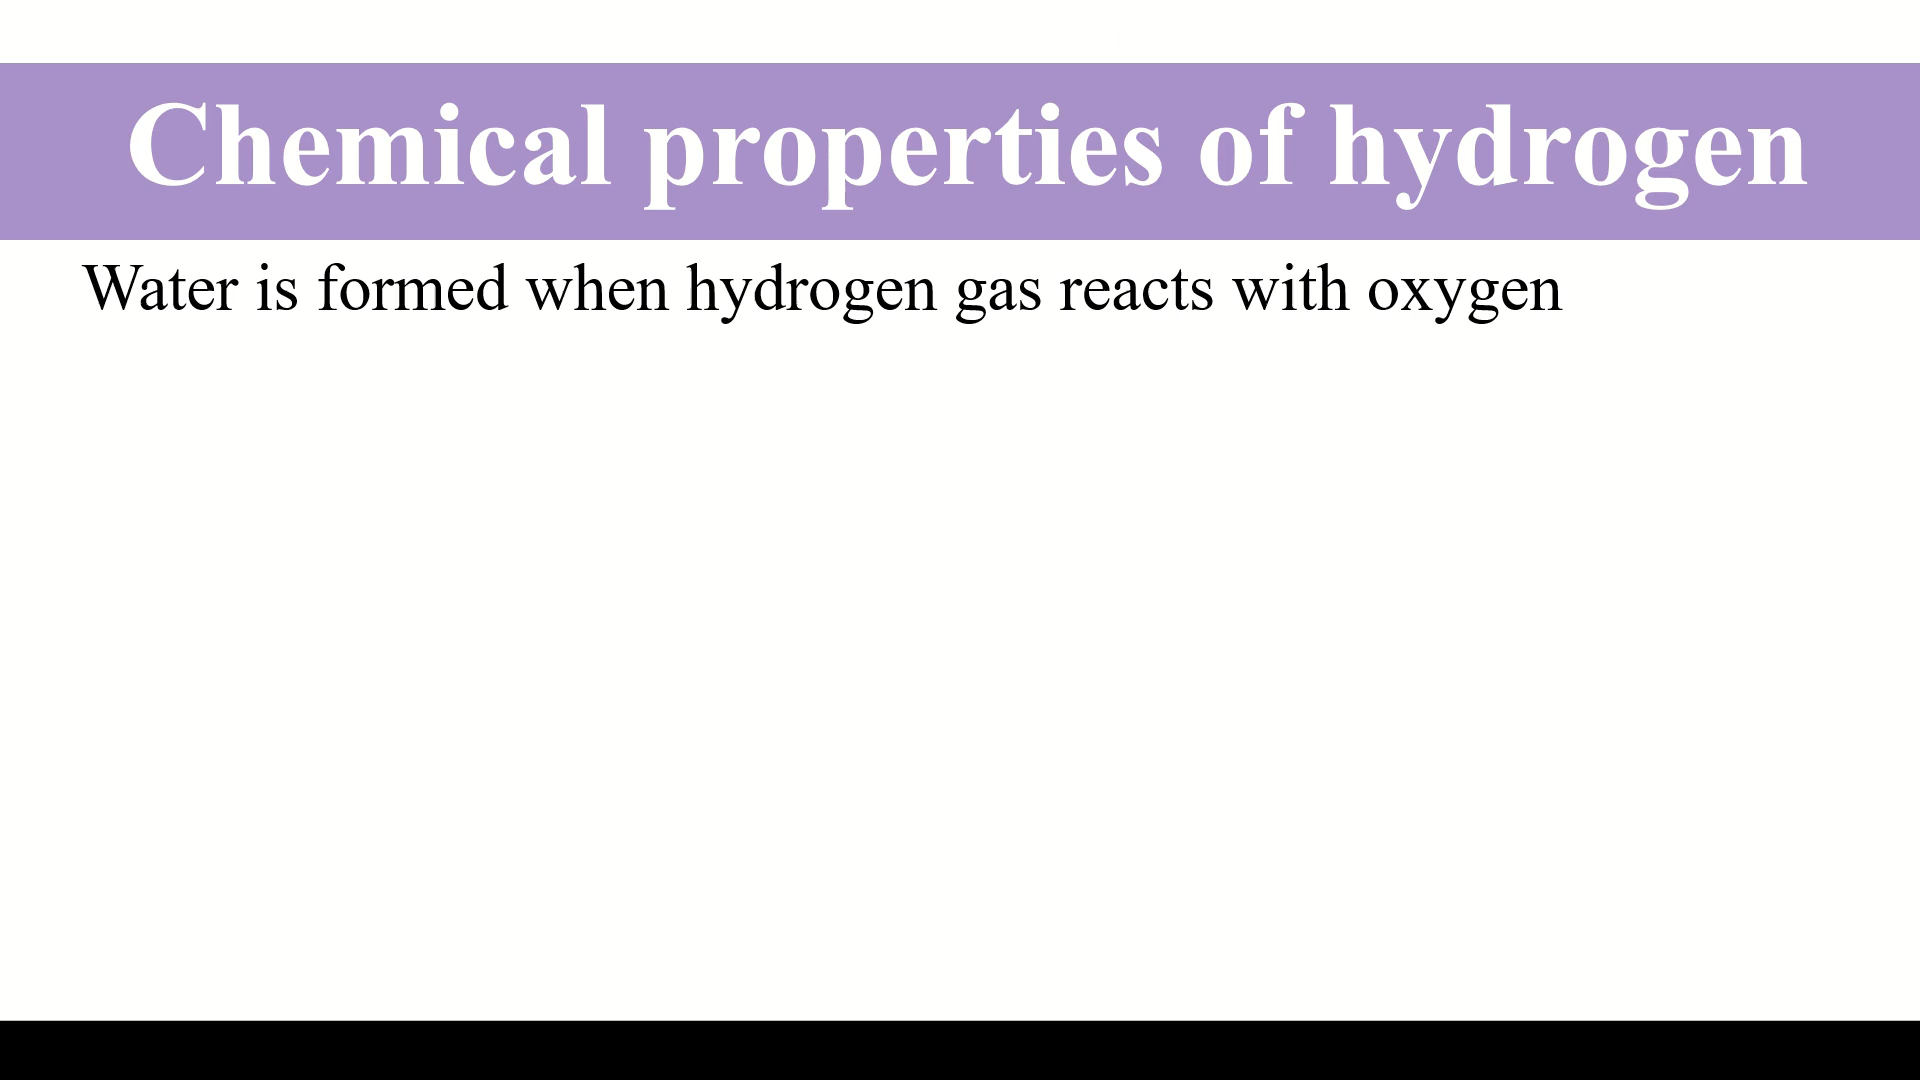 Chemical properties of hydrogen
Water is formed when hydrogen gas reacts with oxygen